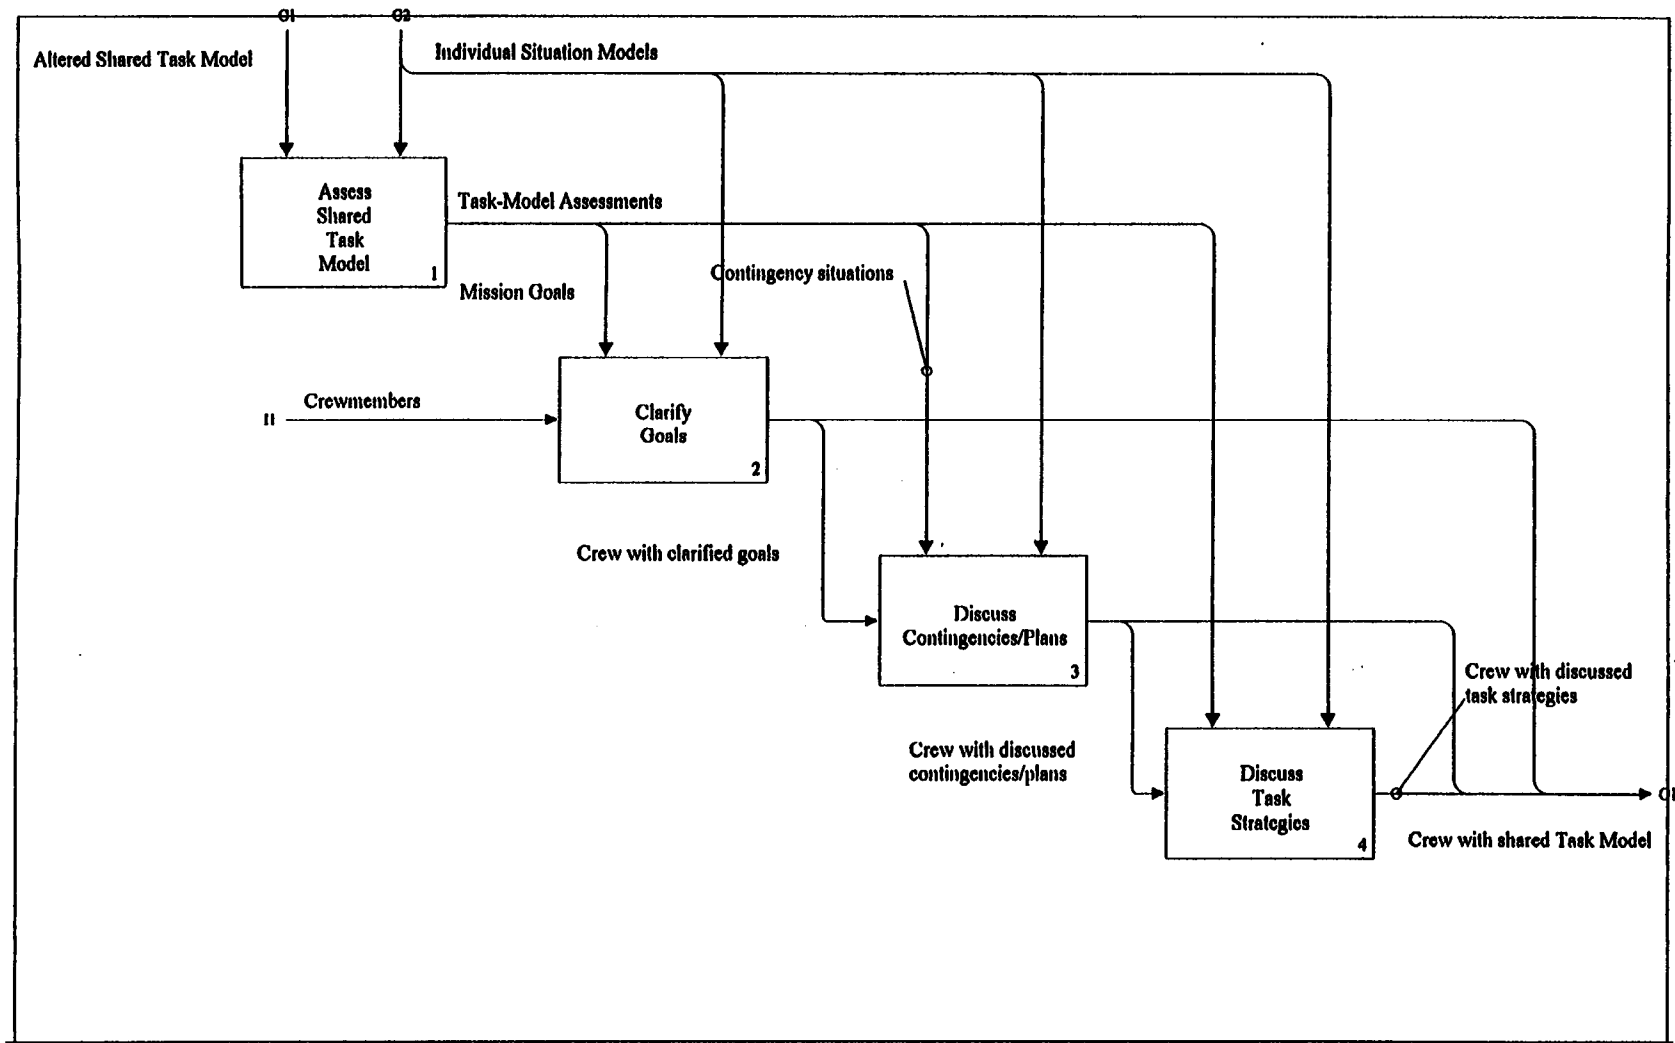 C1
C2
Altered Shared Task Model
Individual Situation Models
Assess
Shared
Task
Model
1
Task-Model Assessments
Mission Goals
Contingency situations
I1
Crewmembers
Clarify
Goals
2
Crew with clarified goals
Discuss
Contingencies/Plans
3
Crew with discussed
task strategies
Crew with discussed
contingencies/plans
Discuss
Task
Strategies
4
O1
Crew with shared Task Model